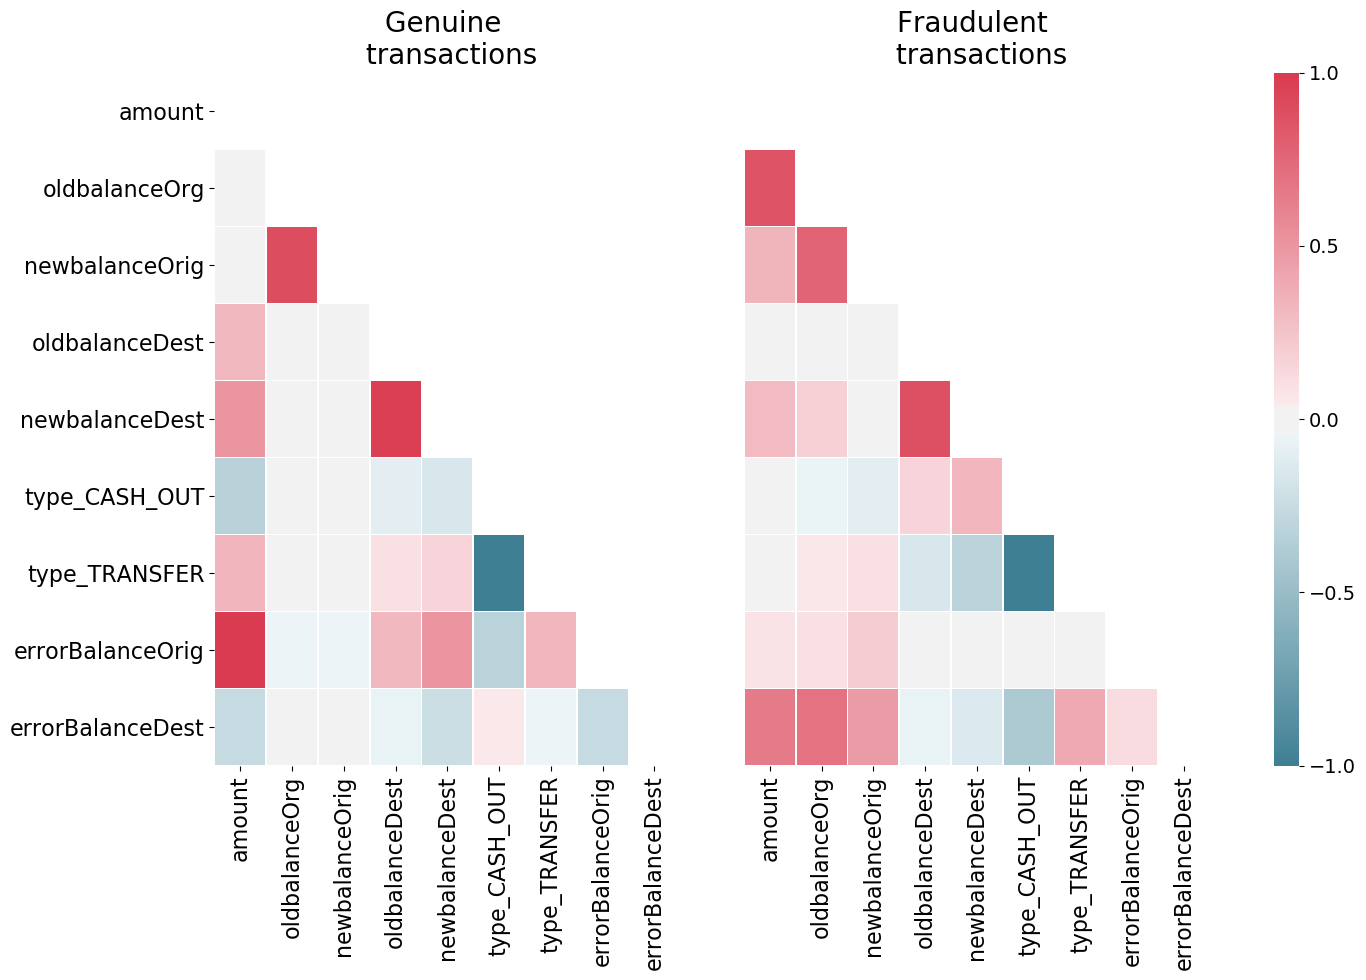 Genuine
transactions
Fraudulent
transactions
amount
oldbalanceOrg
newbalanceOrig
oldbalanceDest
newbalanceDest
type_CASH_OUT
type_TRANSFER
errorBalanceOrig
errorBalanceDest
amount
oldbalanceOrg
newbalanceOrig
oldbalanceDest
newbalanceDest
type_CASH_OUT
type_TRANSFER
errorBalanceOrig
errorBalanceDest
amount
oldbalanceOrg
newbalanceOrig
oldbalanceDest
newbalanceDest
type_CASH_OUT
type_TRANSFER
errorBalanceOrig
errorBalanceDest
1.0
0.5
0.0
−0.5
−1.0